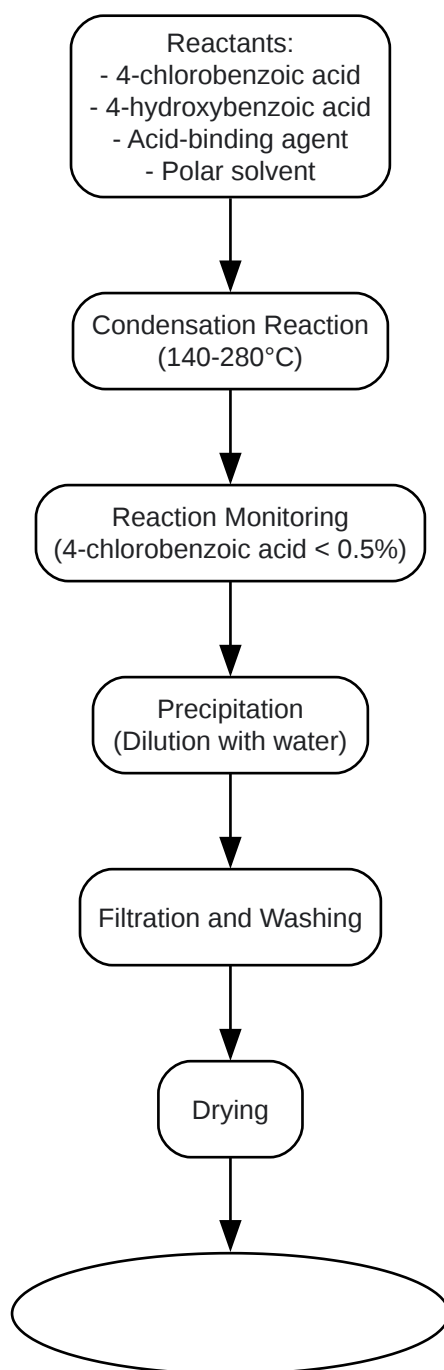 Reactants:
- 4-chlorobenzoic acid
- 4-hydroxybenzoic acid
- Acid-binding agent
- Polar solvent
Condensation Reaction
(140-280°C)
Reaction Monitoring
(4-chlorobenzoic acid < 0.5%)
Precipitation
(Dilution with water)
Filtration and Washing
Drying